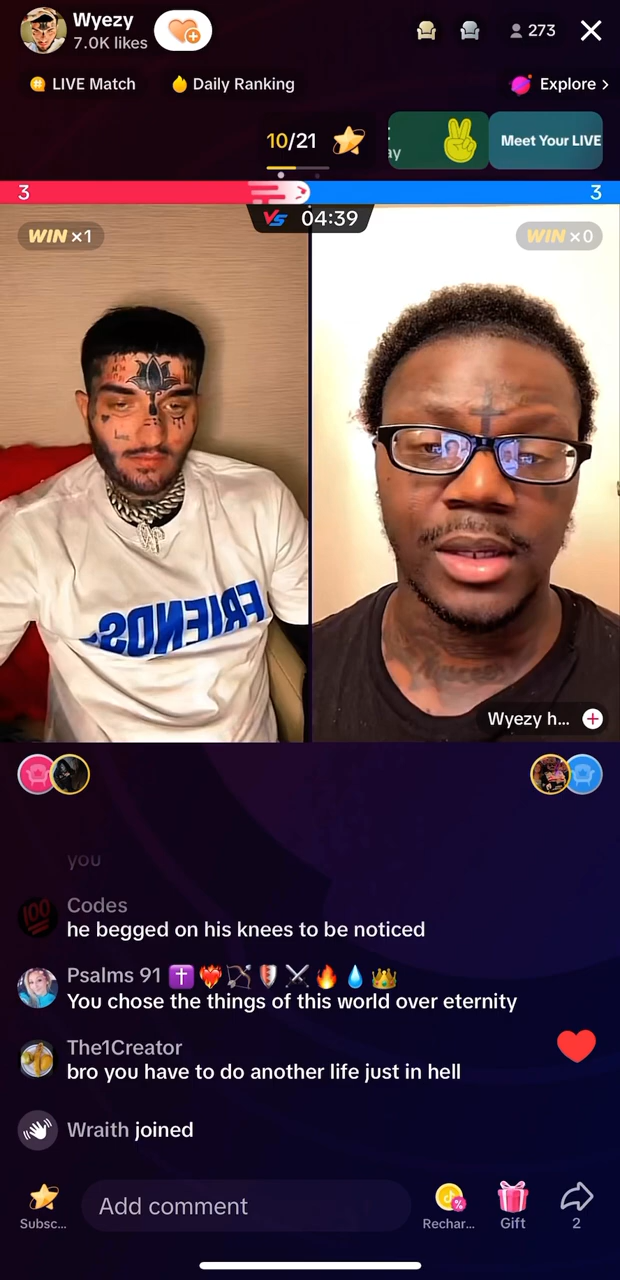 Wyezy
7.0K likes
273
LIVE Match
Daily Ranking
Explore >
10/21
ay
Meet Your LIVE
3
3
VS 04:39
WIN ×1
WIN ×0
FRIENDS
Wyezy h...
you
Codes
he begged on his knees to be noticed
Psalms 91 ✝️❤️‍🔥🏹🛡️⚔️🔥💧👑
You chose the things of this world over eternity
100
The1Creator
bro you have to do another life just in hell
Wraith joined
Add comment
Subsc...
Rechar...
Gift
2